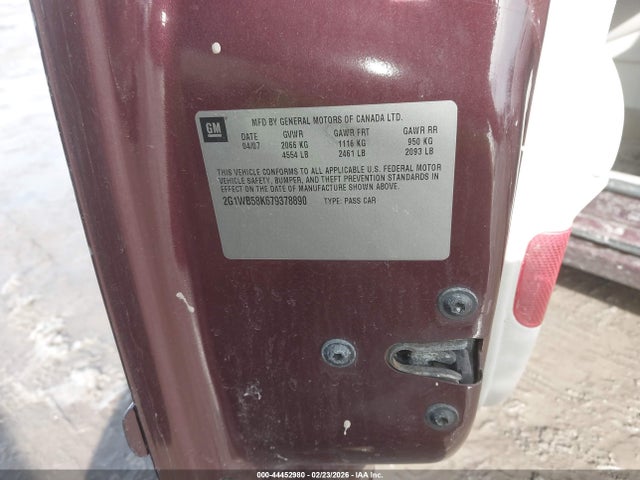 GM
MFD BY GENERAL MOTORS OF CANADA LTD.
DATE GVWR GAWR FRT GAWR RR
04/07 2066 KG 1116 KG 950 KG
4554 LB 2461 LB 2093 LB
THIS VEHICLE CONFORMS TO ALL APPLICABLE U.S. FEDERAL MOTOR
VEHICLE SAFETY, BUMPER, AND THEFT PREVENTION STANDARDS IN
EFFECT ON THE DATE OF MANUFACTURE SHOWN ABOVE.
2G1WB58K679378890 TYPE: PASS CAR
000-44452980 02/23/2026 - COPYRIGHT IAA, LLC.